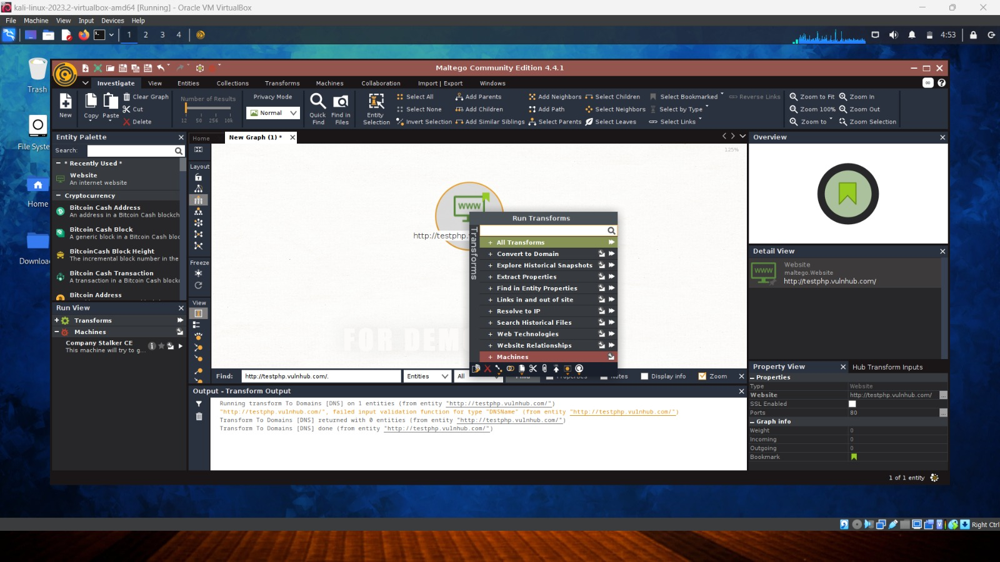 kali-linux-2023.2-virtualbox-amd64 [Running] - Oracle VM VirtualBox
File Machine View Input Devices Help
1 2 3 4 4:53
Trash
File Syste
Home
Downloa
Maltego Community Edition 4.4.1
Investigate View Entities Collections Transforms Machines Collaboration Import | Export Windows
New
Copy Paste
Clear Graph
Cut
Delete
Number of Results
12 50 256 10k
Privacy Mode
Normal
Quick Find
Find in Files
Entity Selection
Select All
Select None
Invert Selection
Add Parents
Add Children
Add Similar Siblings
Add Neighbors
Add Path
Select Parents
Select Children
Select Neighbors
Select Leaves
Select Bookmarked
Select by Type
Select Links
Reverse Links
Zoom to Fit
Zoom 100%
Zoom to
Zoom In
Zoom Out
Zoom Selection
Entity Palette
Search:
* Recently Used *
Website
An internet website
Cryptocurrency
Bitcoin Cash Address
An address in a Bitcoin Cash blockch
Bitcoin Cash Block
A generic block in a Bitcoin Cash bloc
BitcoinCash Block Height
The incremental block number in the
Bitcoin Cash Transaction
A transaction in a Bitcoin Cash blockc
Bitcoin Address
Run View
+ Transforms
Machines
Company Stalker CE
This machine will try to g...
Home
New Graph (1) *
Layout
Freeze
View
125%
WWW
http://testphp.
FOR DEM
Run Transforms
Transforms
+ All Transforms
+ Convert to Domain
+ Explore Historical Snapshots
+ Extract Properties
+ Find in Entity Properties
+ Links in and out of site
+ Resolve to IP
+ Search Historical Files
+ Web Technologies
+ Website Relationships
+ Machines
Find: http://testphp.vulnhub.com/. Entities All Find Properties Notes Display info Zoom
Output - Transform Output
Running transform To Domains [DNS] on 1 entities (from entity "http://testphp.vulnhub.com/")
"http://testphp.vulnhub.com/", failed input validation function for type "DNSName" (from entity "http://testphp.vulnhub.com/")
Transform To Domains [DNS] returned with 0 entities (from entity "http://testphp.vulnhub.com/")
Transform To Domains [DNS] done (from entity "http://testphp.vulnhub.com/")
Overview
Detail View
WWW
Website
maltego.Website
http://testphp.vulnhub.com/
Property View
Hub Transform Inputs
Properties
Type Website
Website http://testphp.vulnhub.com/ ...
SSL Enabled
Ports 80 ...
Graph info
Weight 0
Incoming 0
Outgoing 0
Bookmark
1 of 1 entity
Right Ctrl